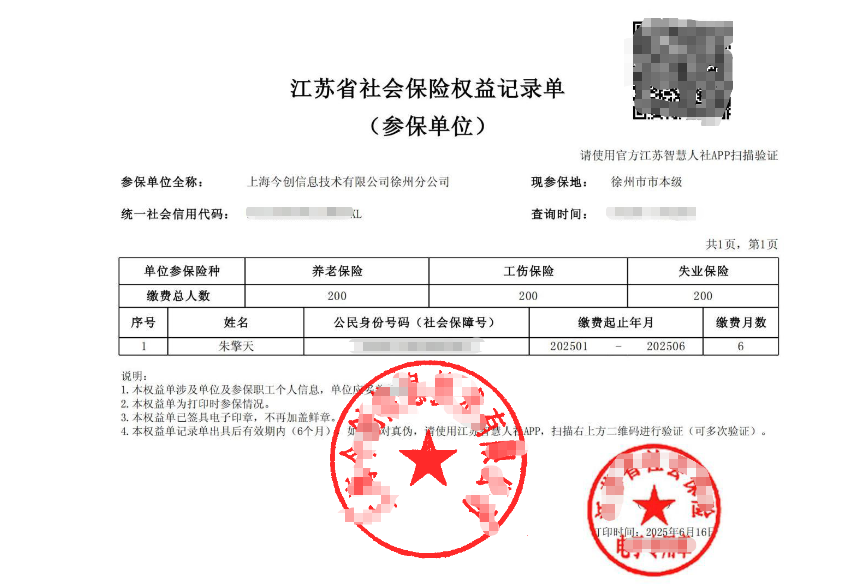 江苏省社会保险权益记录单
（参保单位）
请使用官方江苏智慧人社APP扫描验证
参保单位全称： 上海今创信息技术有限公司徐州分公司 现参保地： 徐州市市本级
统一社会信用代码： XL 查询时间：
共1页，第1页
单位参保险种 养老保险 工伤保险 失业保险
缴费总人数 200 200 200
序号 姓名 公民身份号码（社会保障号） 缴费起止年月 缴费月数
1 朱擎天 202501 - 202506 6
说明：
1. 本权益单涉及单位及参保职工个人信息，单位应
2. 本权益单为打印时参保情况。
3. 本权益单已签具电子印章，不再加盖鲜章。
4. 本权益单记录单出具后有效期内（6个月）， 对真伪，请使用江苏智慧人社APP，扫描右上方二维码进行验证（可多次验证）。
省社会保险
打印时间：2025年6月16日
电子专用章